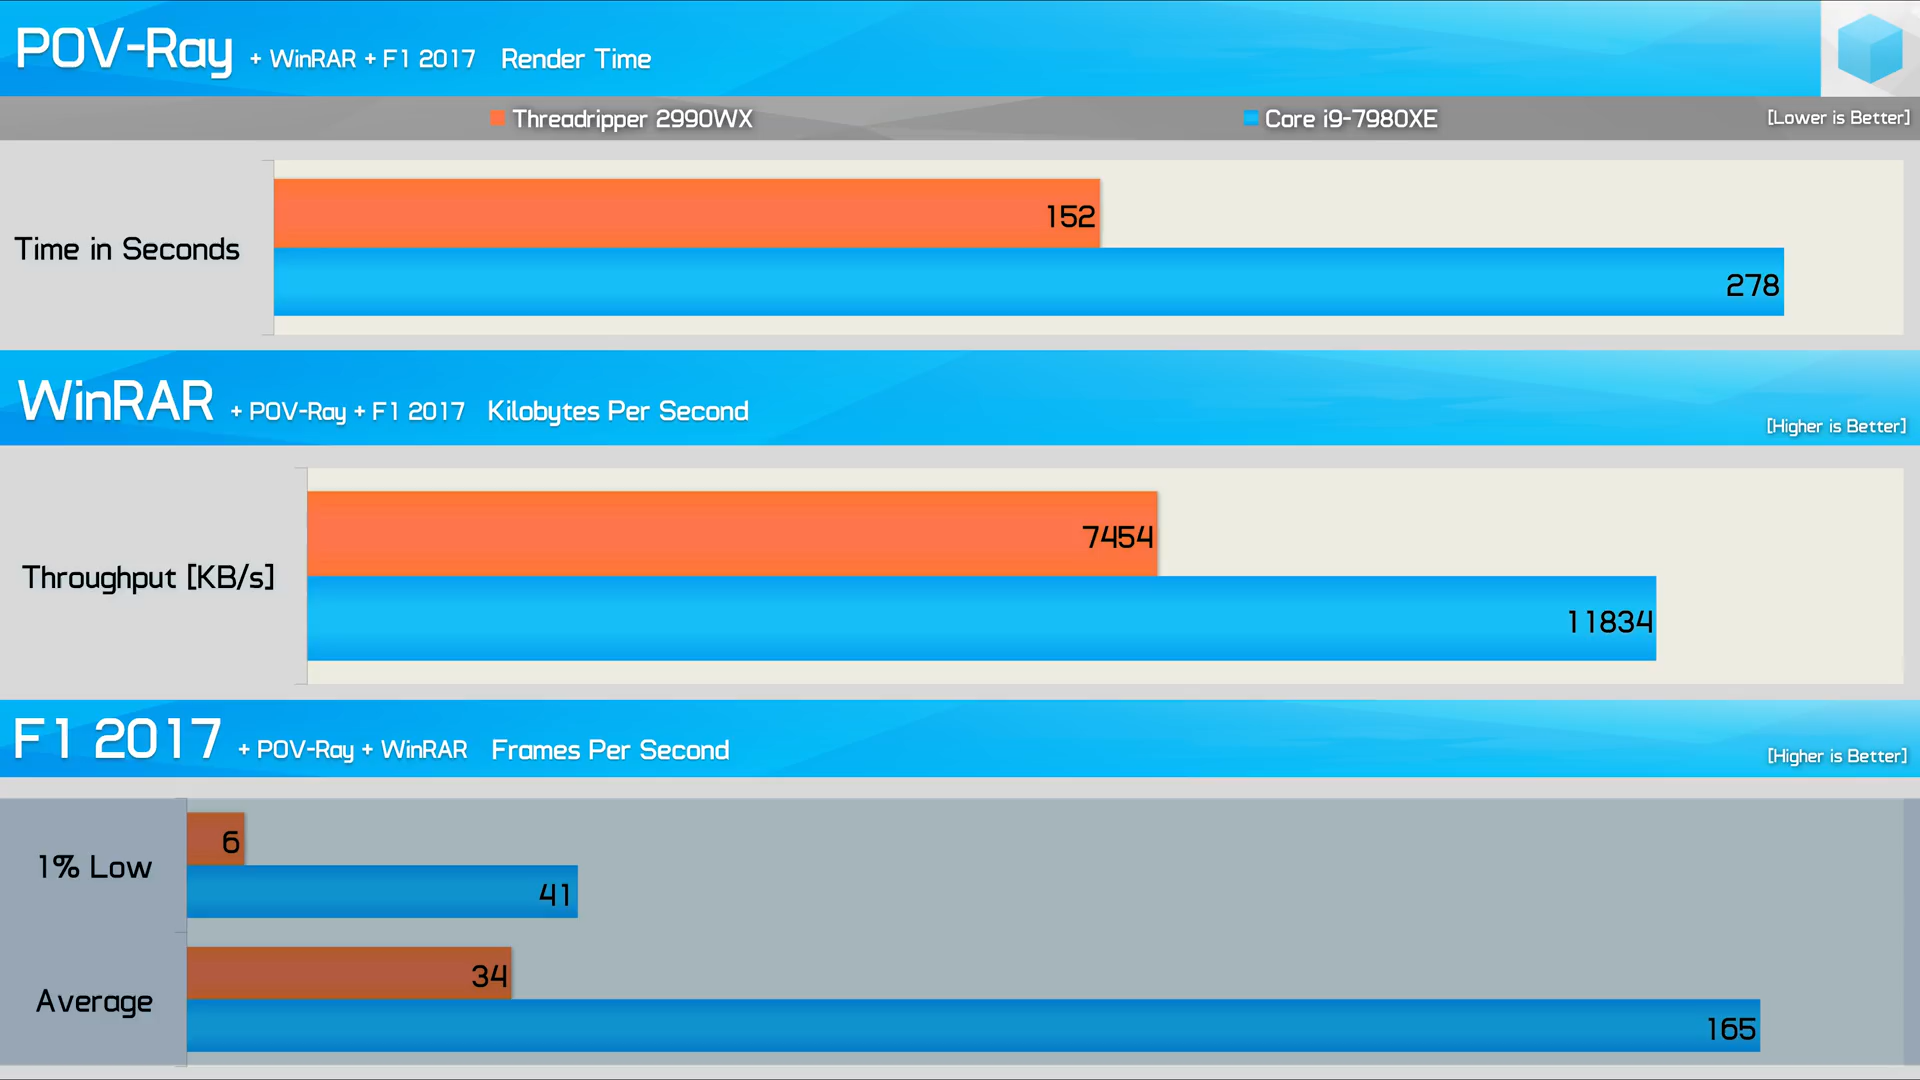 POV-Ray + WinRAR + F1 2017 Render Time
Threadripper 2990WX Core i9-7980XE [Lower is Better]
152
Time in Seconds
278
WinRAR + POV-Ray + F1 2017 Kilobytes Per Second [Higher is Better]
7454
Throughput [KB/s]
11834
F1 2017 + POV-Ray + WinRAR Frames Per Second [Higher is Better]
6
1% Low
41
34
Average
165